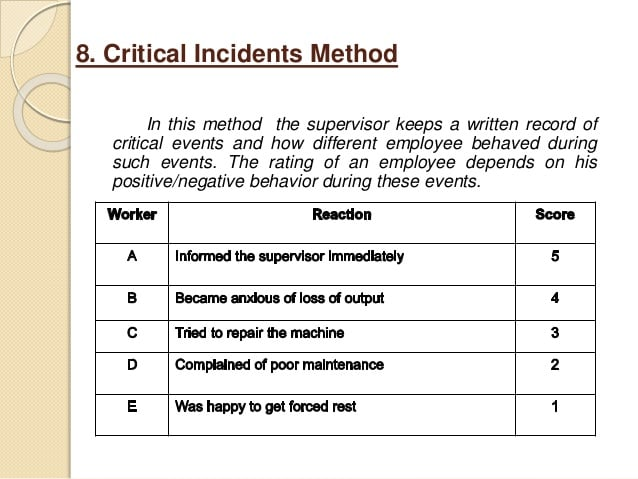 8. Critical Incidents Method
In this method the supervisor keeps a written record of
critical events and how different employee behaved during
such events. The rating of an employee depends on his
positive/negative behavior during these events.
Worker Reaction Score
A Informed the supervisor immediately 5
B Became anxious of loss of output 4
C Tried to repair the machine 3
D Complained of poor maintenance 2
E Was happy to get forced rest 1